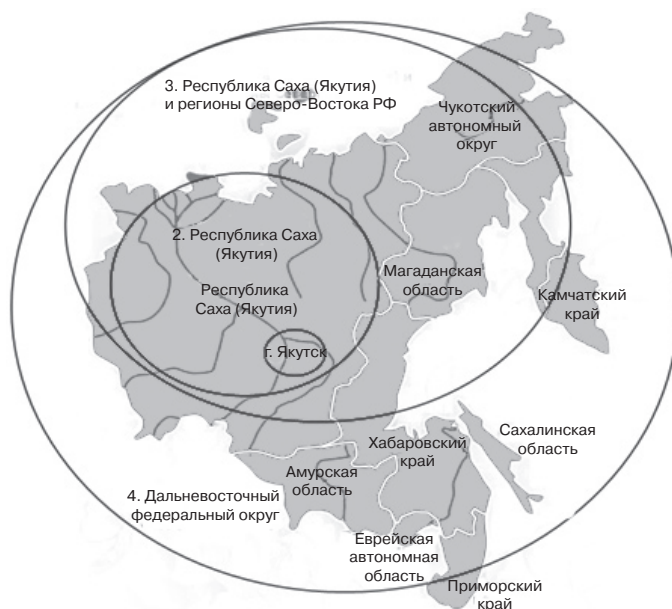 3. Республика Саха (Якутия)
и регионы Северо-Востока РФ
Чукотский
автономный
округ
2. Республика Саха
(Якутия)
Республика
Саха (Якутия)
Магаданская
область
Камчатский
край
г. Якутск
Сахалинская
область
Хабаровский
край
Амурская
область
4. Дальневосточный
федеральный округ
Еврейская
автономная
область
Приморский
край